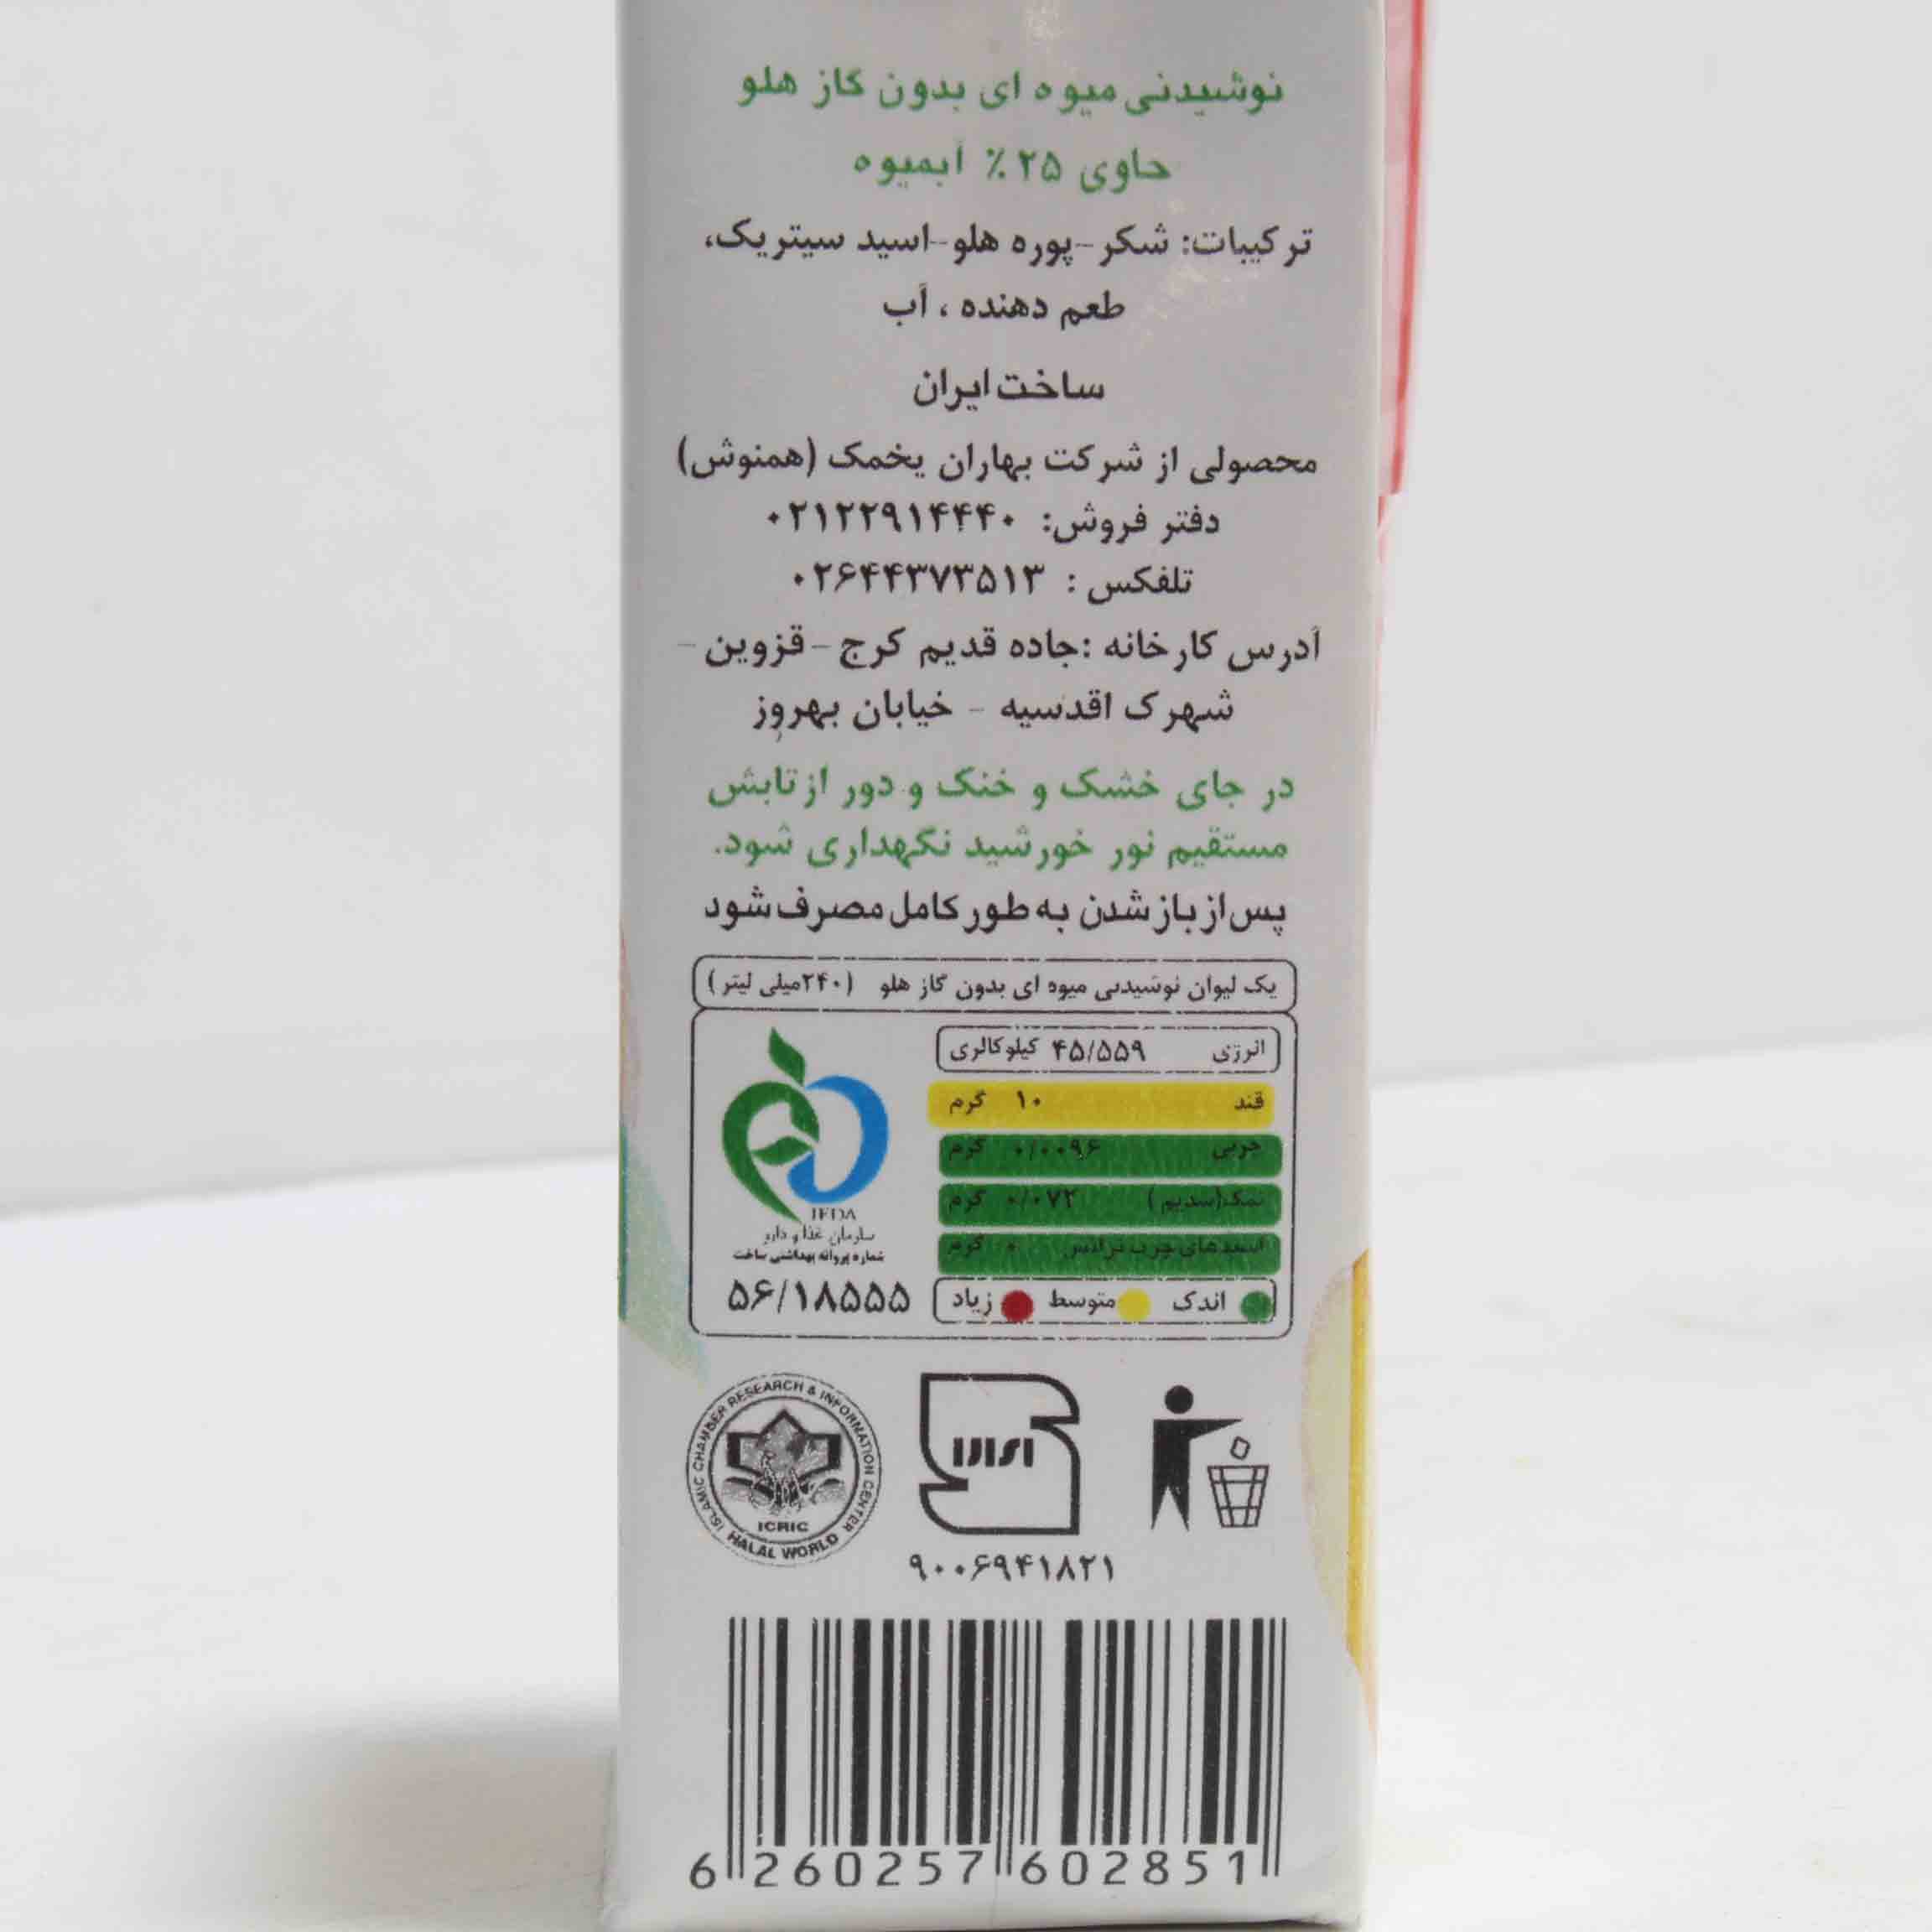 نوشیدنی میوه ای بدون گاز هلو
حاوی ۲۵ ٪ آبمیوه
ترکیبات: شکر -پوره هلو-اسید سیتریک،
طعم دهنده ، آب
ساخت ایران
محصولی از شرکت بهاران یخمک (همنوش)
دفتر فروش: ۰۲۱۲۲۹۱۴۴۴۰
تلفکس : ۰۲۶۴۴۳۷۳۵۱۳
آدرس کارخانه :جاده قدیم کرج -قزوین -
شهرک اقدسیه - خیابان بهروز
در جای خشک و خنک و دور از تابش
مستقیم نور خورشید نگهداری شود.
پس از باز شدن به طور کامل مصرف شود
یک لیوان نوشیدنی میوه ای بدون گاز هلو (۲۴۰میلی لیتر)
انرژی ۴۵/۵۵۹ کیلوکالری
قند ۱۰ گرم
چربی ۰/۰۰۹۶ گرم
نمک(سدیم) ۰/۰۷۲ گرم
اسیدهای چرب ترانس ۰ گرم
اندک متوسط زیاد
IFDA
سازمان غذا و دارو
شماره پروانه بهداشتی ساخت
۵۶/۱۸۵۵۵
ISLAMIC CHAMBER RESEARCH & INFORMATION CENTER
ICRIC
HALAL WORLD
ایران
۹۰۰۶۹۴۱۸۲۱
6 260257 602851